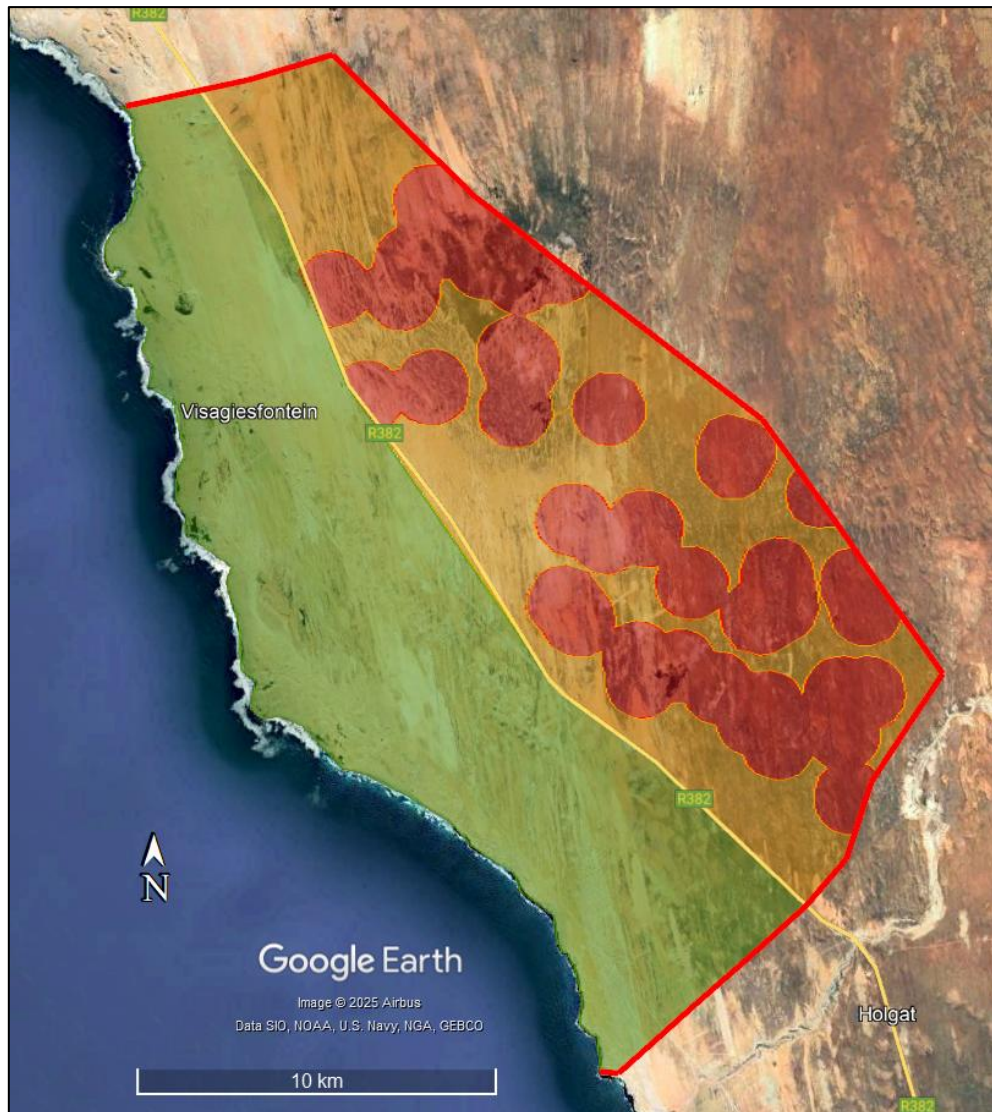 R382
Visagiesfontein
R382
R382
N
Google Earth
Image © 2025 Airbus
Data SIO, NOAA, U.S. Navy, NGA, GEBCO
Holgat
10 km
R382